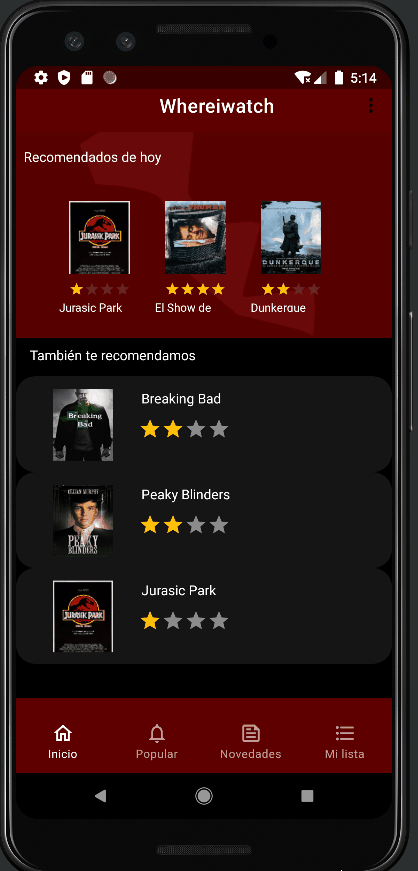 5:14
Whereiwatch
Recomendados de hoy
JURASSIC PARK
DUNKERQUE
Jurasic Park
El Show de
Dunkerque
También te recomendamos
Breaking
Bad
Breaking Bad
CILLIAN MURPHY
PEAKY
BLINDERS
Peaky Blinders
JURASSIC PARK
Jurasic Park
Inicio
Popular
Novedades
Mi lista